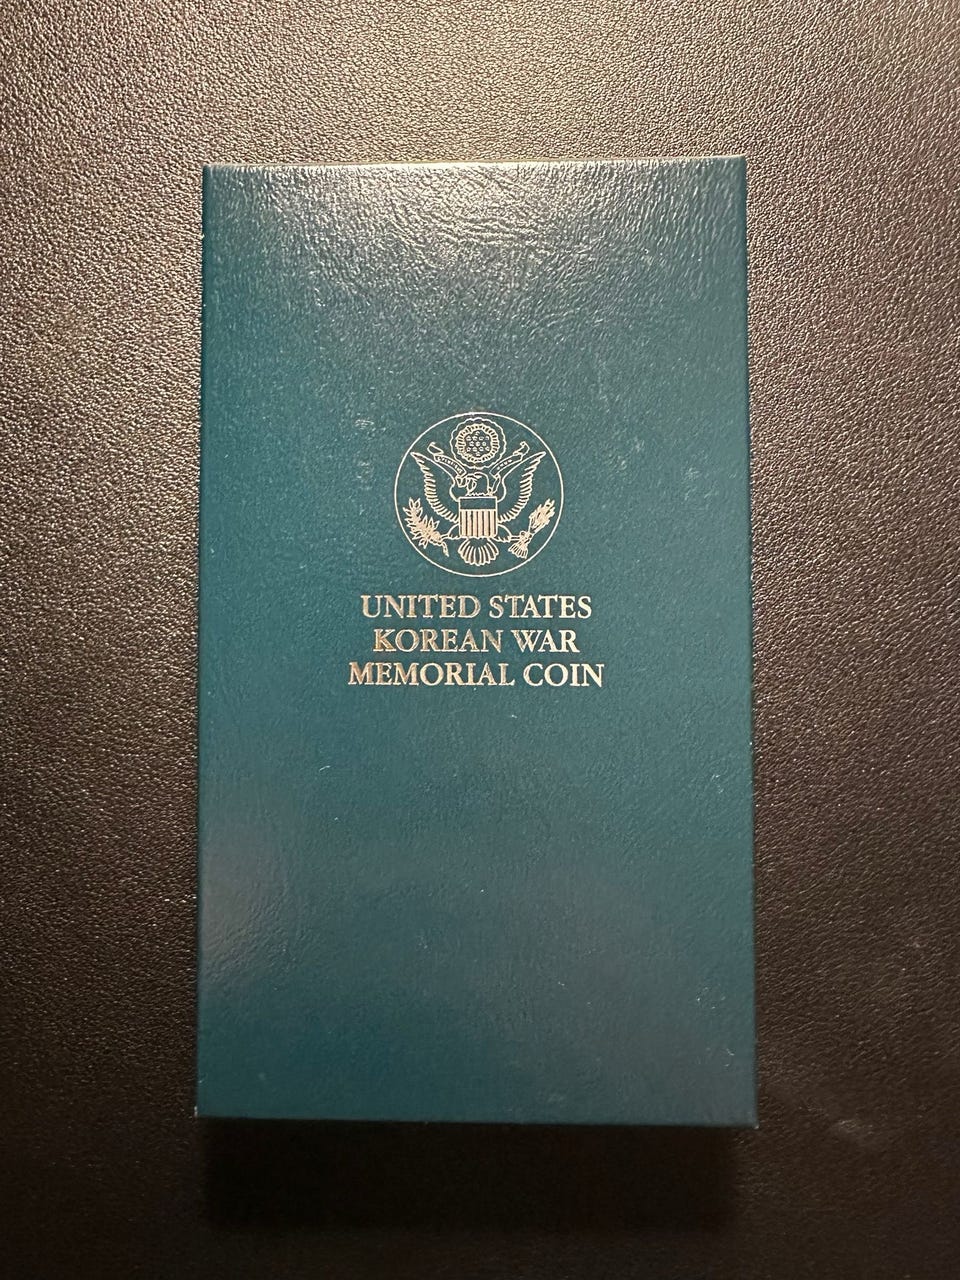 UNITED STATES
KOREAN WAR
MEMORIAL COIN